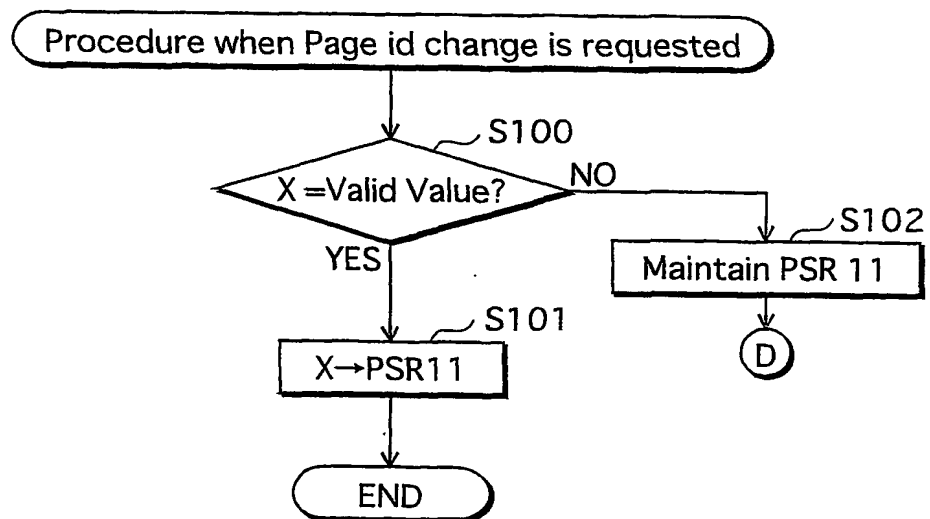 Procedure when Page id change is requested
S100
X =Valid Value?
NO
YES
S102
Maintain PSR 11
D
S101
X→PSR11
END